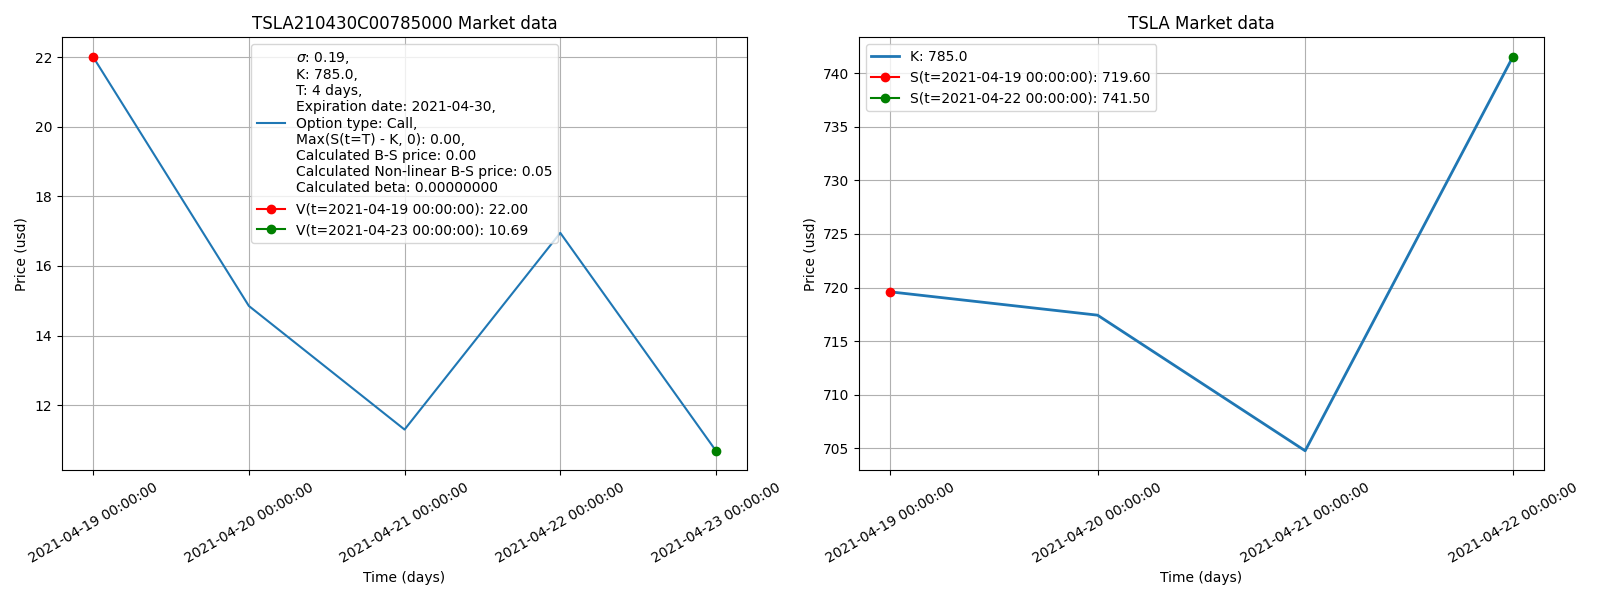 TSLA210430C00785000 Market data
σ: 0.19,
K: 785.0,
T: 4 days,
Expiration date: 2021-04-30,
Option type: Call,
Max(S(t=T) - K, 0): 0.00,
Calculated B-S price: 0.00
Calculated Non-linear B-S price: 0.05
Calculated beta: 0.00000000
V(t=2021-04-19 00:00:00): 22.00
V(t=2021-04-23 00:00:00): 10.69
Price (usd)
22
20
18
16
14
12
2021-04-19 00:00:00
2021-04-20 00:00:00
2021-04-21 00:00:00
2021-04-22 00:00:00
2021-04-23 00:00:00
Time (days)
TSLA Market data
K: 785.0
S(t=2021-04-19 00:00:00): 719.60
S(t=2021-04-22 00:00:00): 741.50
Price (usd)
740
735
730
725
720
715
710
705
2021-04-19 00:00:00
2021-04-20 00:00:00
2021-04-21 00:00:00
2021-04-22 00:00:00
Time (days)